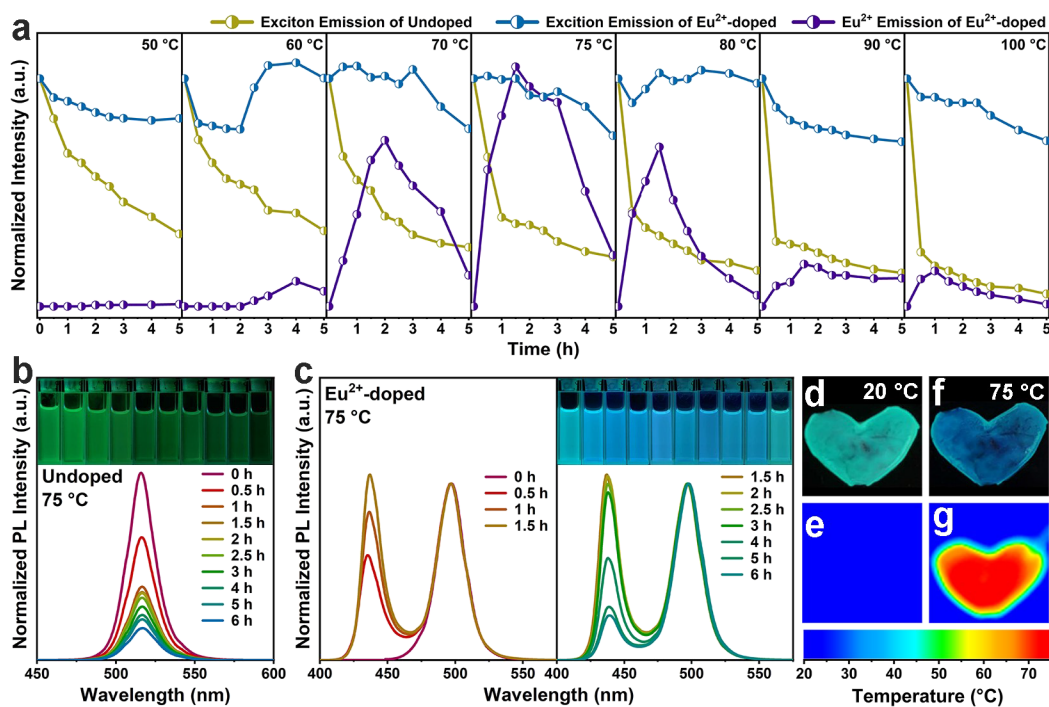 Exciton Emission of Undoped Excition Emission of Eu²⁺-doped Eu²⁺ Emission of Eu²⁺-doped
a
50 °C 60 °C 70 °C 75 °C 80 °C 90 °C 100 °C
Normalized Intensity (a.u.)
0 1 2 3 4 5 1 2 3 4 5 1 2 3 4 5 1 2 3 4 5 1 2 3 4 5 1 2 3 4 5 1 2 3 4 5
Time (h)
b
Normalized PL Intensity (a.u.)
Undoped
75 °C
0 h
0.5 h
1 h
1.5 h
2 h
2.5 h
3 h
4 h
5 h
6 h
450 500 550 600
Wavelength (nm)
c
Normalized PL Intensity (a.u.)
Eu²⁺-doped
75 °C
0 h
0.5 h
1 h
1.5 h
1.5 h
2 h
2.5 h
3 h
4 h
5 h
6 h
400 450 500 400 450 500 550
Wavelength (nm)
d 20 °C
f 75 °C
e
g
20 30 40 50 60 70
Temperature (°C)